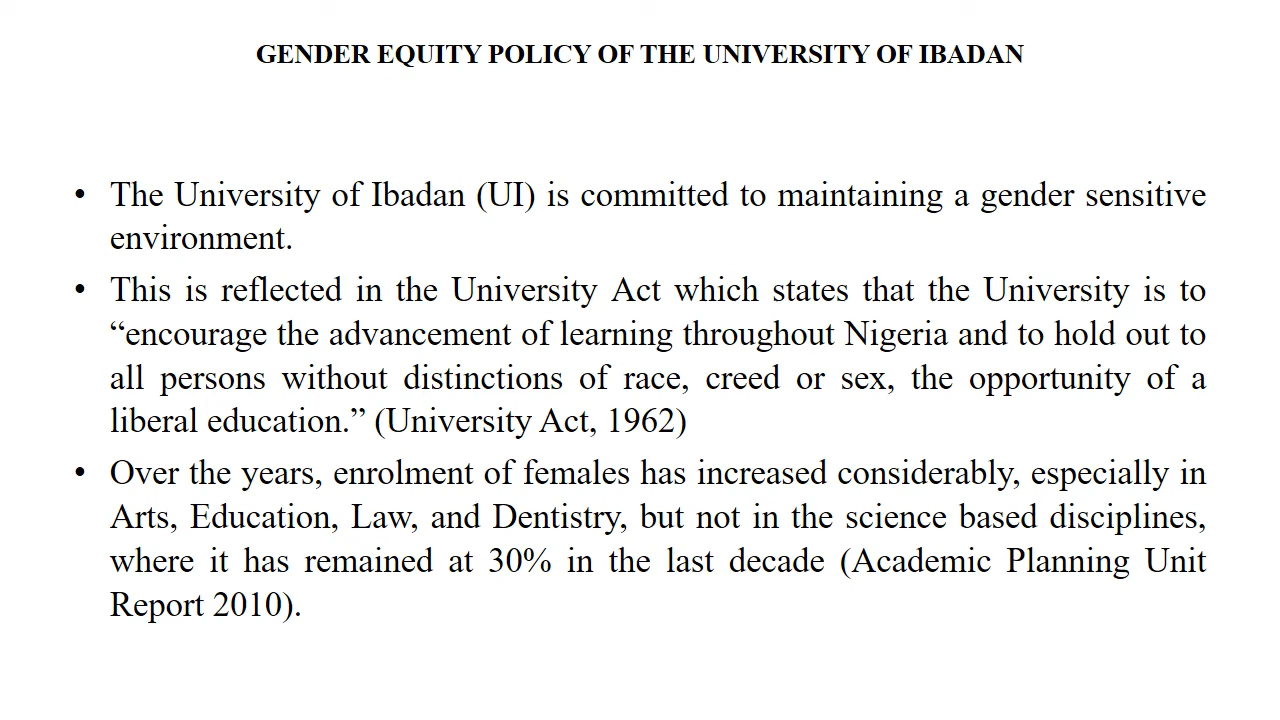 GENDER EQUITY POLICY OF THE UNIVERSITY OF IBADAN
• The University of Ibadan (UI) is committed to maintaining a gender sensitive
environment.
• This is reflected in the University Act which states that the University is to
“encourage the advancement of learning throughout Nigeria and to hold out to
all persons without distinctions of race, creed or sex, the opportunity of a
liberal education.” (University Act, 1962)
• Over the years, enrolment of females has increased considerably, especially in
Arts, Education, Law, and Dentistry, but not in the science based disciplines,
where it has remained at 30% in the last decade (Academic Planning Unit
Report 2010).